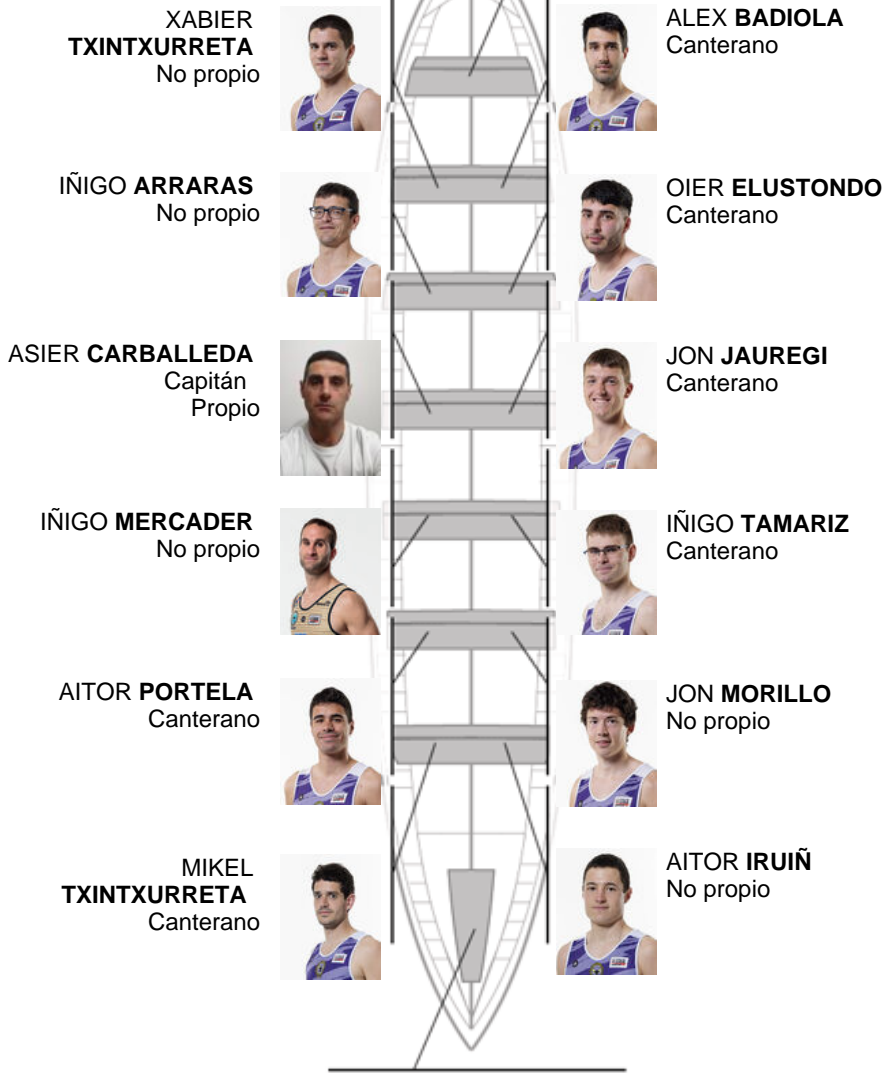 XABIER
TXINTXURRETA
No propio
ALEX BADIOLA
Canterano
IÑIGO ARRARAS
No propio
OIER ELUSTONDO
Canterano
ASIER CARBALLEDA
Capitán
Propio
JON JAUREGI
Canterano
IÑIGO MERCADER
No propio
IÑIGO TAMARIZ
Canterano
AITOR PORTELA
Canterano
JON MORILLO
No propio
MIKEL
TXINTXURRETA
Canterano
AITOR IRUIÑ
No propio